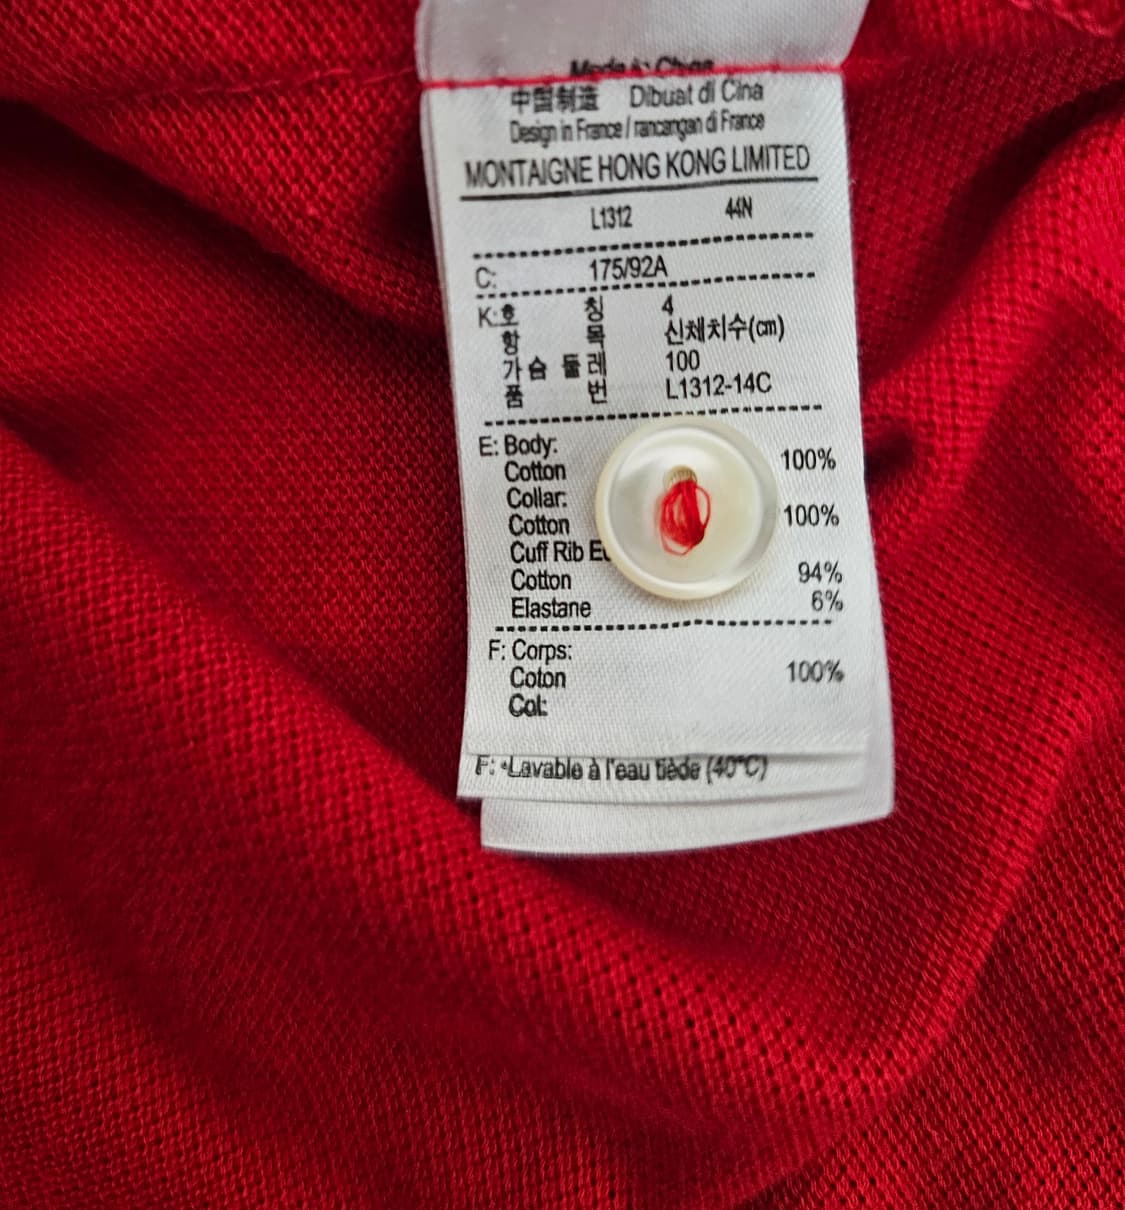 Made in China
中国制造 Dibuat di Cina
Design in France / rancangan di France
MONTAIGNE HONG KONG LIMITED
L1312 44N
C: 175/92A
K:호 칭 4
항 목 신체치수(cm)
가슴 둘레 100
품 번 L1312-14C
E: Body:
Cotton 100%
Collar:
Cotton 100%
Cuff Rib
Cotton 94%
Elastane 6%
F: Corps:
Coton 100%
Col:
F: •Lavable à l'eau tiède (40°C)